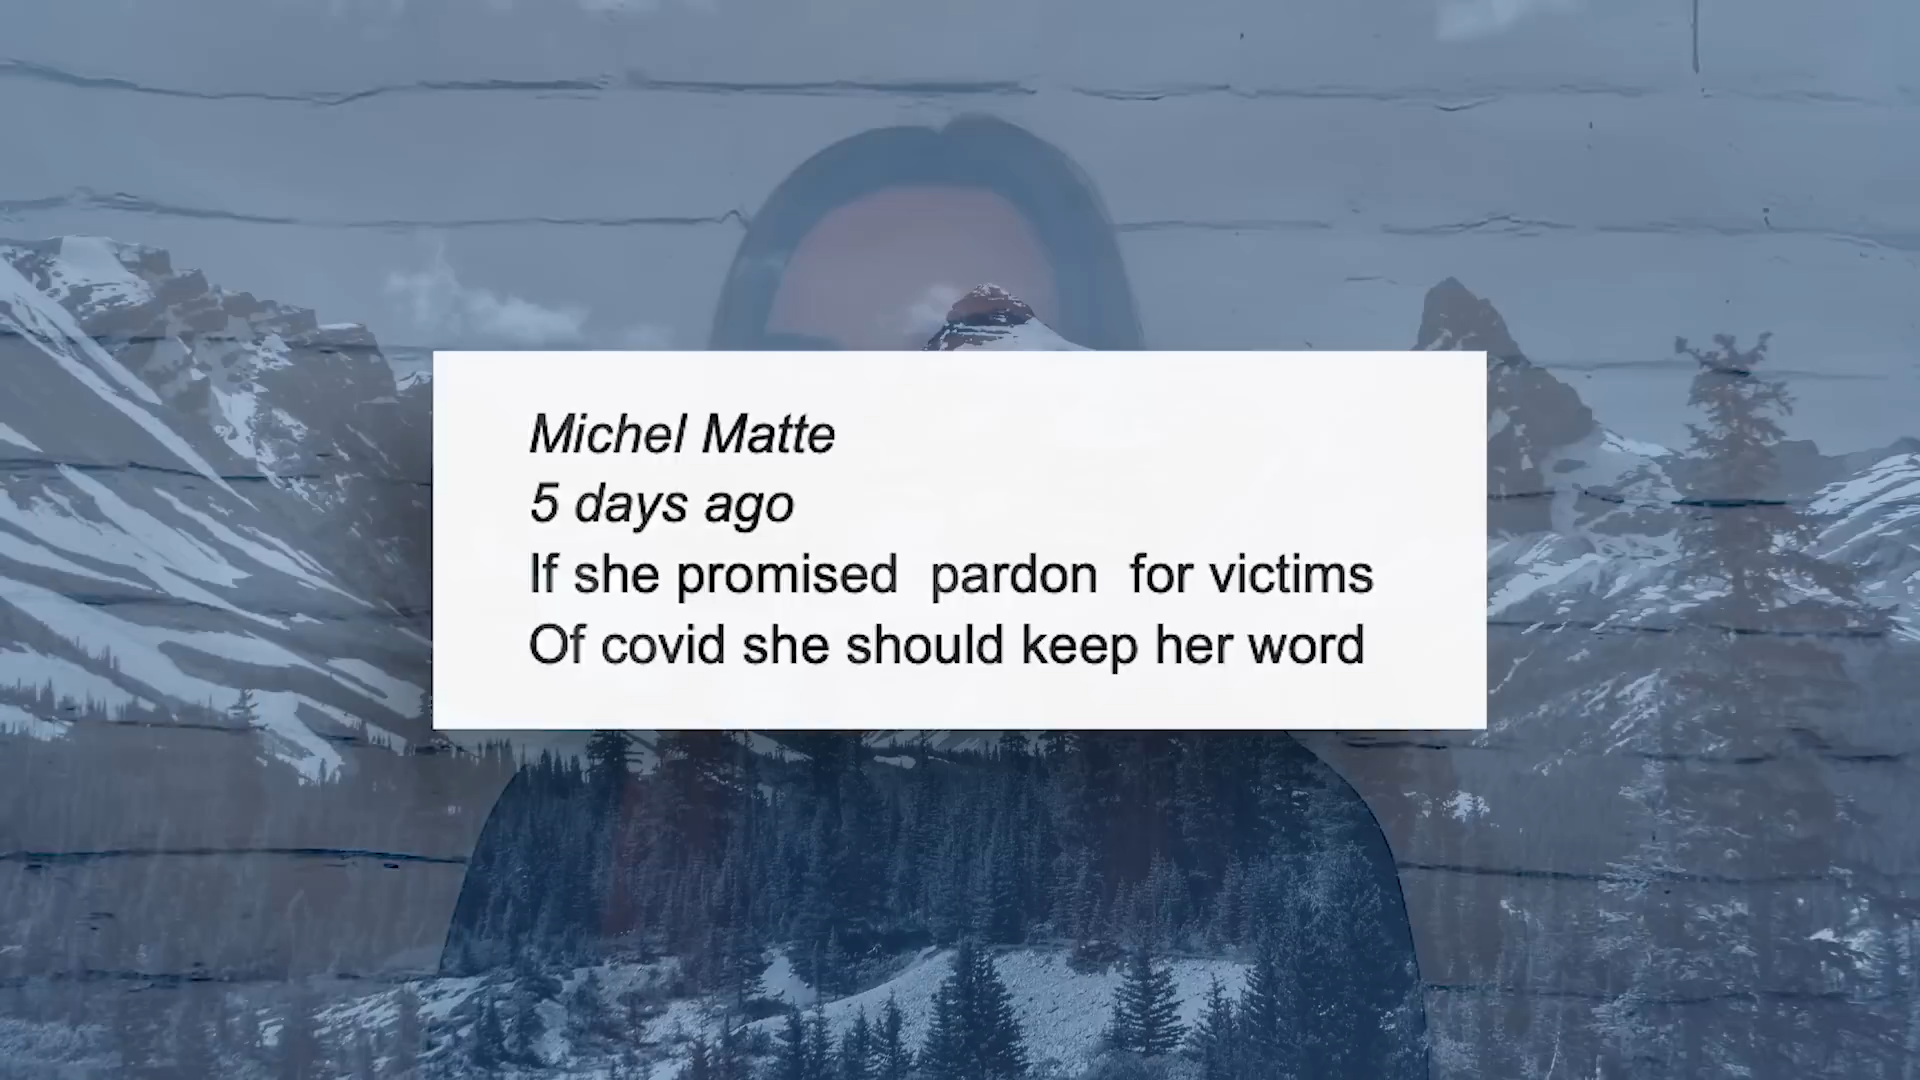 Michel Matte
5 days ago
If she promised  pardon  for victims
Of covid she should keep her word